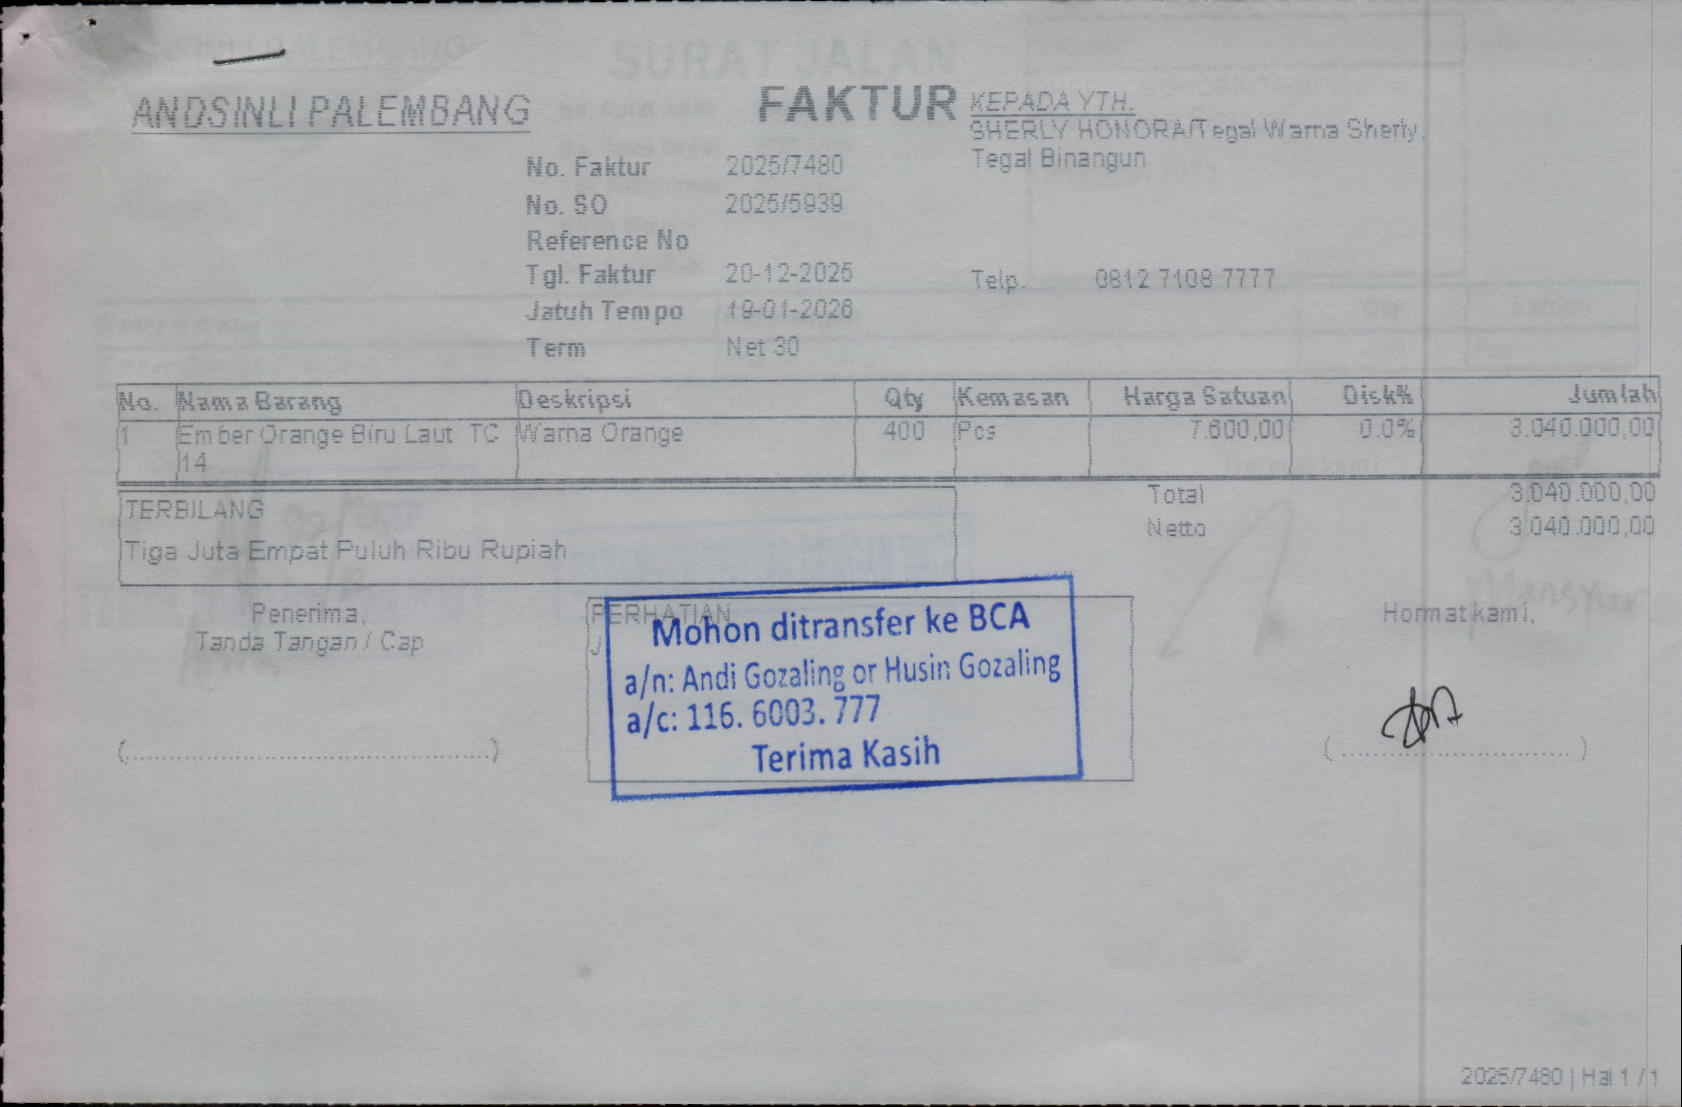 ANDSINLI PALEMBANG
FAKTUR
KEPADA YTH.
SHERLY HONORA/Tegal Warna Sherly.
Tegal Binangun
No. Faktur 2025/7480
No. SO 2025/5939
Reference No
Tgl. Faktur 20-12-2025
Telp. 0812 7108 7777
Jatuh Tempo 19-01-2026
Term Net 30
No. Nama Barang Deskripsi Qty Kemasan Harga Satuan Disk% Jumlah
1 Ember Orange Biru Laut TC Warna Orange 400 Pcs 7.600,00 0.0% 3.040.000,00
14
Total 3.040.000,00
TERBILANG
Netto 3.040.000,00
Tiga Juta Empat Puluh Ribu Rupiah
Penerima,
Tanda Tangan / Cap
PERHATIAN
Mohon ditransfer ke BCA
a/n: Andi Gozaling or Husin Gozaling
a/c: 116. 6003. 777
Terima Kasih
Hormat kami,
(........................................)
(............................)
2025/7480 | Hal 1 / 1
SURAT JALAN